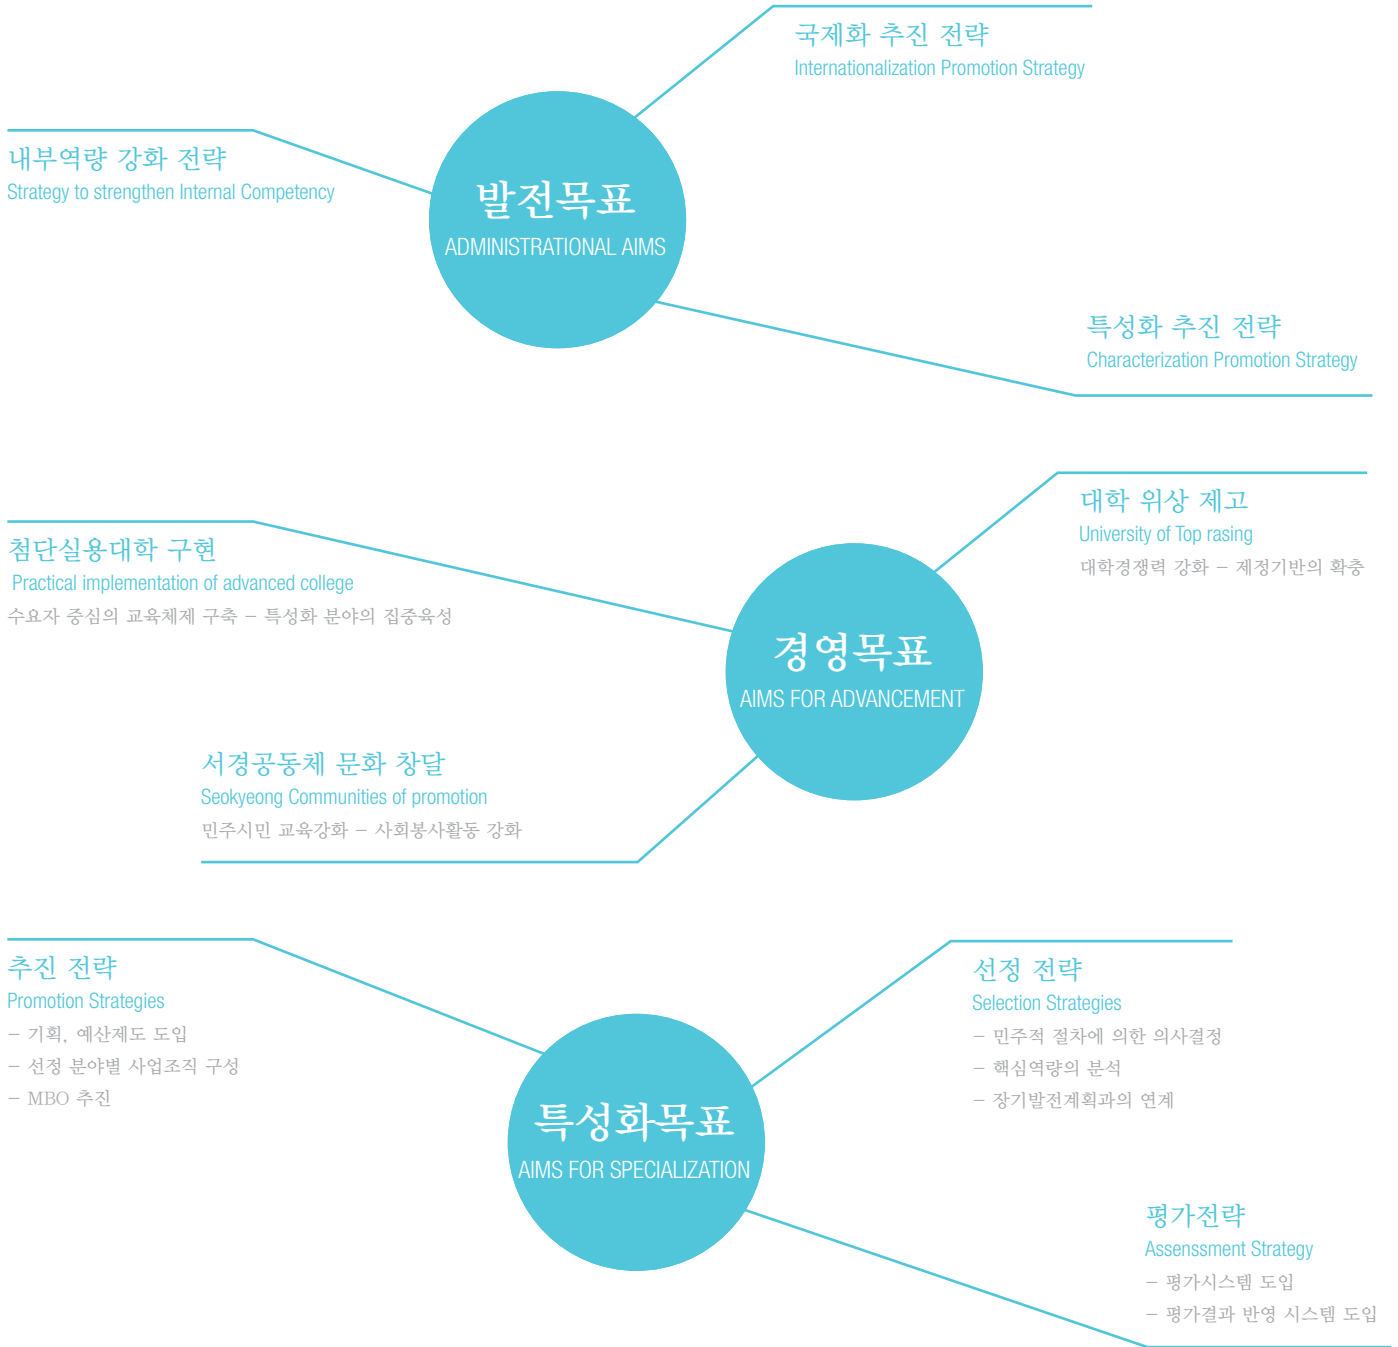 국제화 추진 전략
Internationalization Promotion Strategy
내부역량 강화 전략
Strategy to strengthen Internal Competency
발전목표
ADMINISTRATIONAL AIMS
특성화 추진 전략
Characterization Promotion Strategy
대학 위상 제고
University of Top rasing
대학경쟁력 강화 – 제정기반의 확충
첨단실용대학 구현
Practical implementation of advanced college
수요자 중심의 교육체제 구축 – 특성화 분야의 집중육성
경영목표
AIMS FOR ADVANCEMENT
서경공동체 문화 창달
Seokyeong Communities of promotion
민주시민 교육강화 – 사회봉사활동 강화
추진 전략
Promotion Strategies
– 기획, 예산제도 도입
– 선정 분야별 사업조직 구성
– MBO 추진
선정 전략
Selection Strategies
– 민주적 절차에 의한 의사결정
– 핵심역량의 분석
– 장기발전계획과의 연계
특성화목표
AIMS FOR SPECIALIZATION
평가전략
Assenssment Strategy
– 평가시스템 도입
– 평가결과 반영 시스템 도입